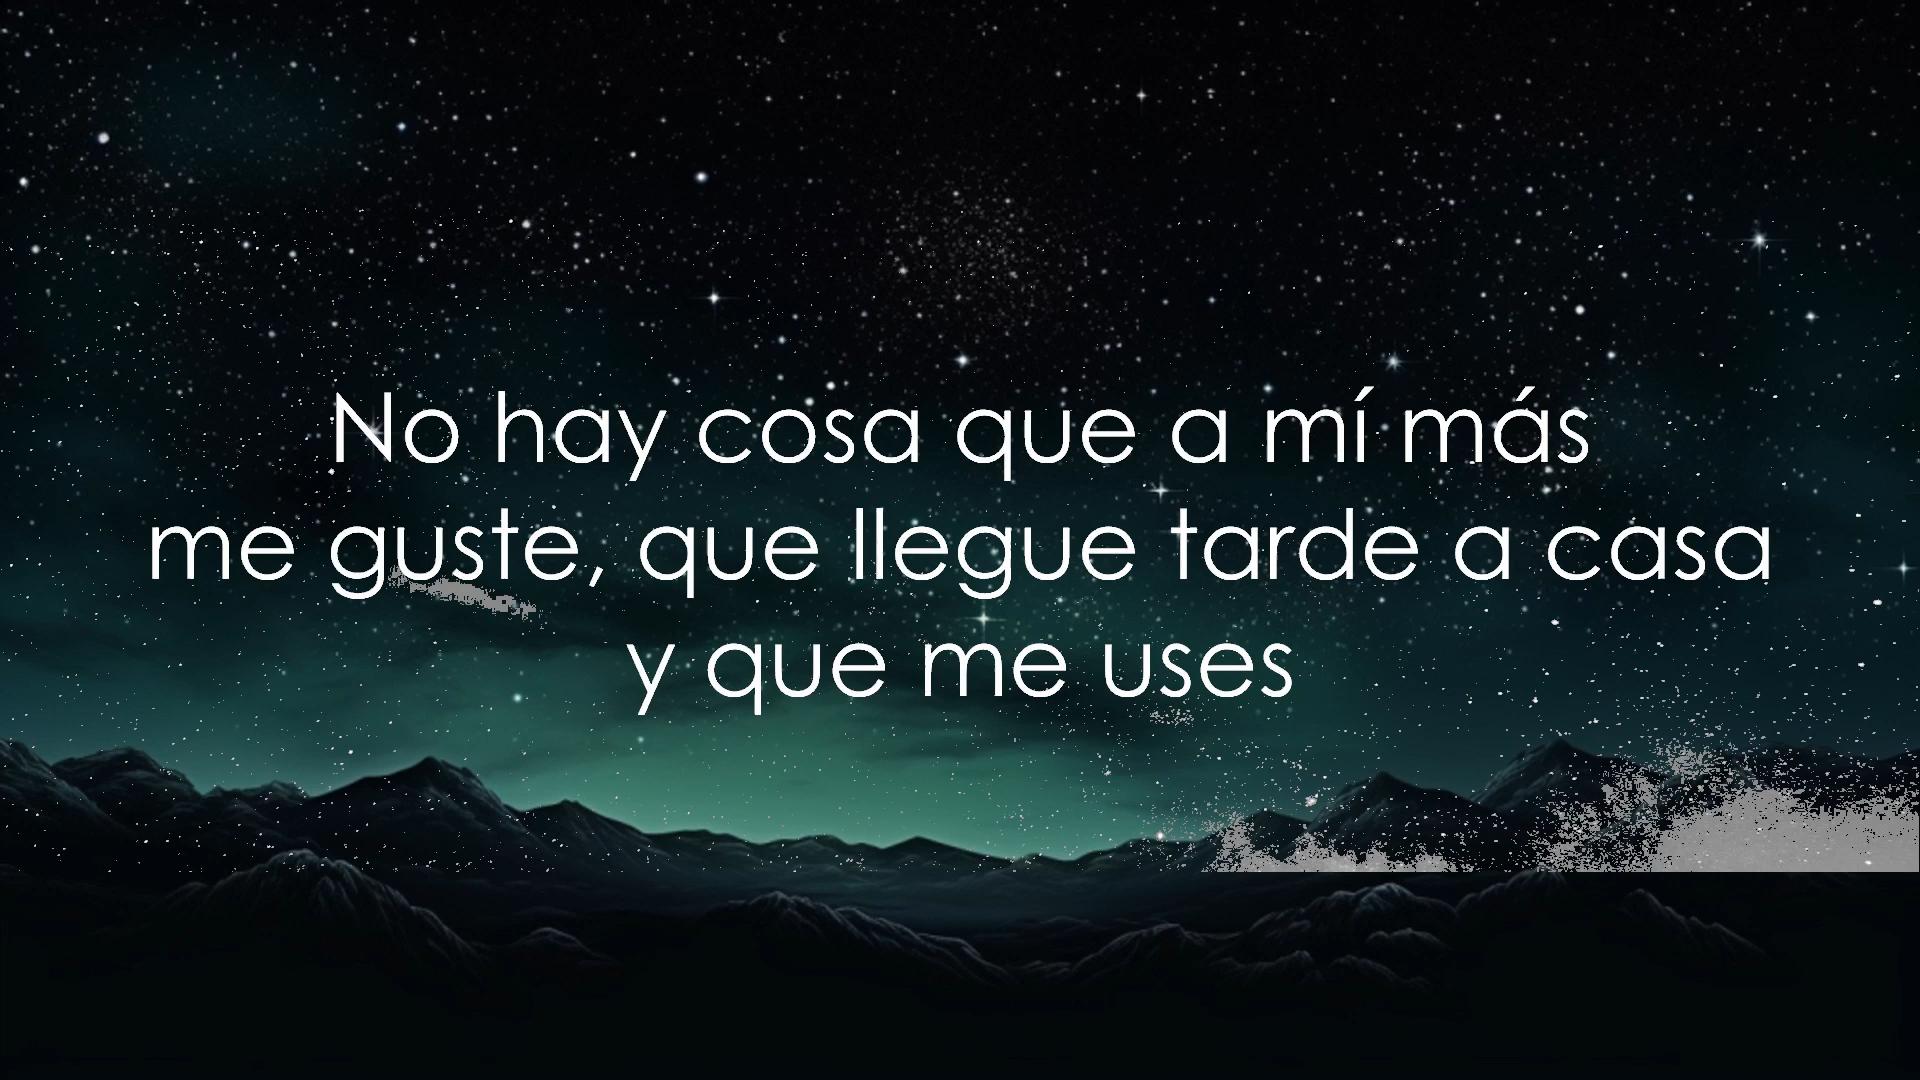 No hay cosa que a mí más
me guste, que llegue tarde a casa
y que me uses